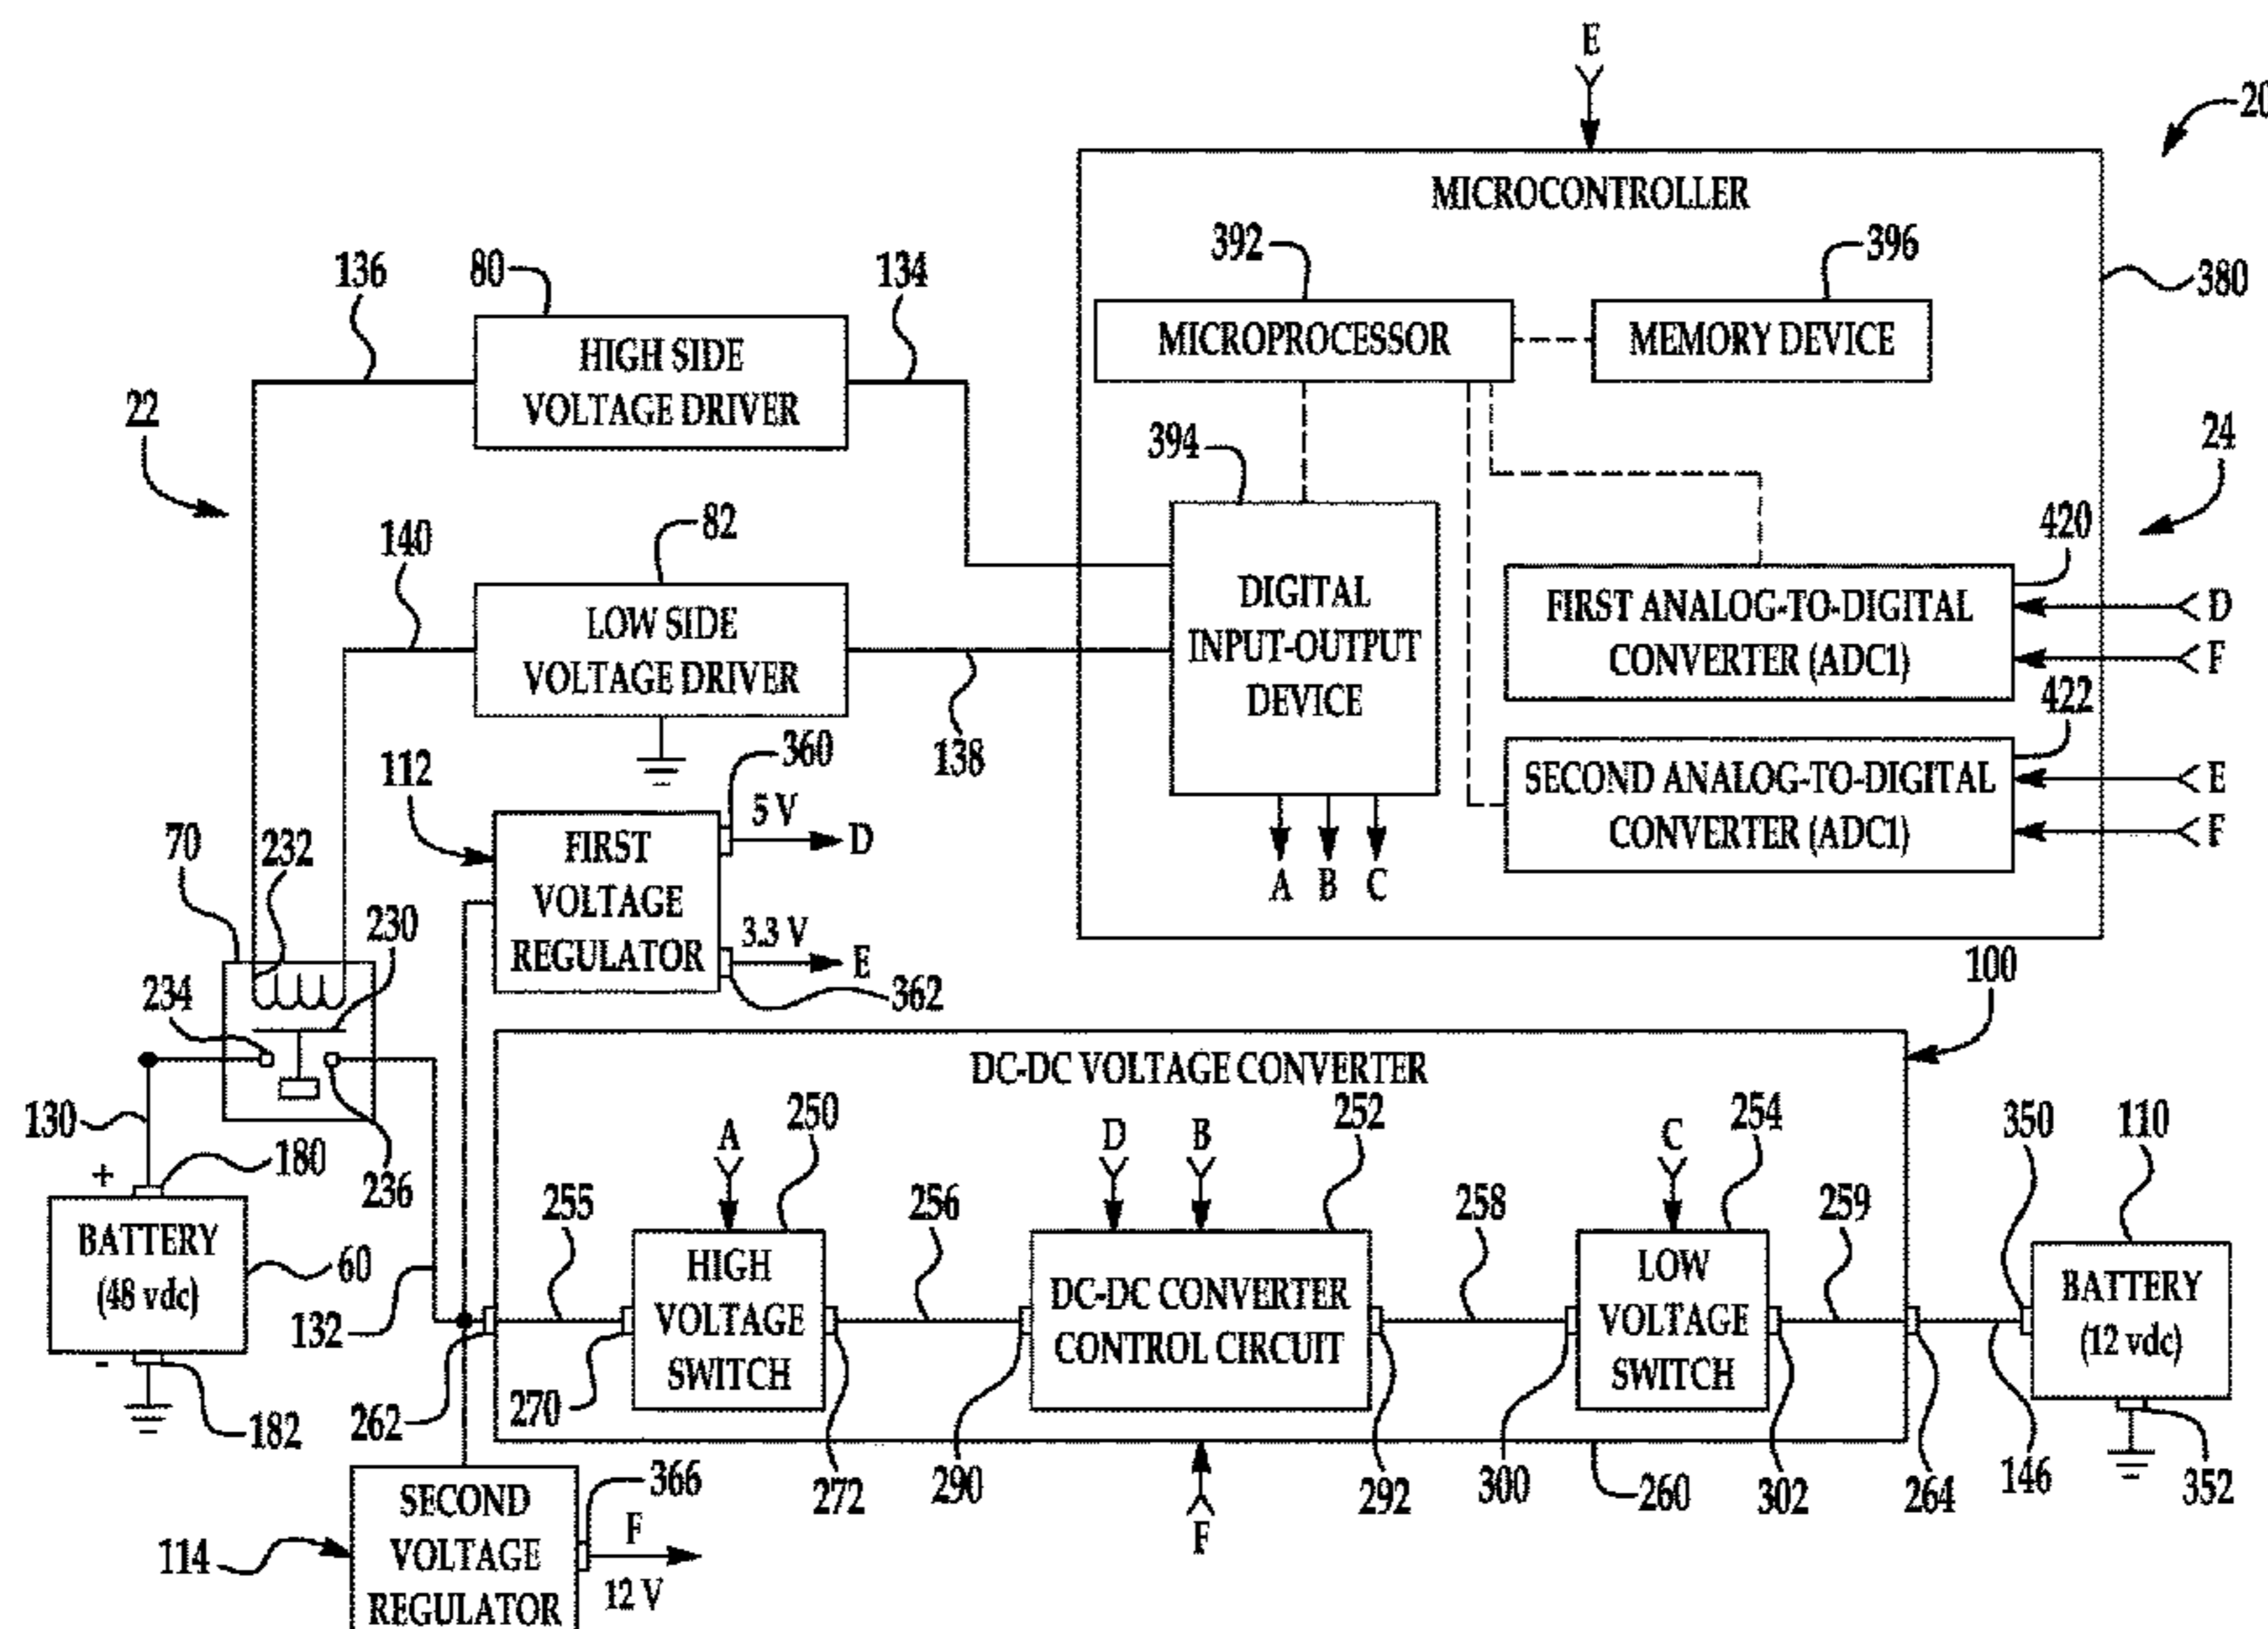 E
20
MICROCONTROLLER
392
396
380
136
80
134
HIGH SIDE
VOLTAGE DRIVER
MICROPROCESSOR
MEMORY DEVICE
22
394
24
140
82
420
LOW SIDE
VOLTAGE DRIVER
DIGITAL
INPUT-OUTPUT
DEVICE
FIRST ANALOG-TO-DIGITAL
CONVERTER (ADC1)
D
F
138
422
SECOND ANALOG-TO-DIGITAL
CONVERTER (ADC1)
E
F
A B C
112
360
5 V
D
FIRST
VOLTAGE
REGULATOR
3.3 V
E
362
70
232
230
234
236
100
DC-DC VOLTAGE CONVERTER
130
+
180
BATTERY
(48 vdc)
60
-
182
132
255
A
250
256
D
B
252
258
C
254
259
350
110
HIGH
VOLTAGE
SWITCH
DC-DC CONVERTER
CONTROL CIRCUIT
LOW
VOLTAGE
SWITCH
BATTERY
(12 vdc)
262
270
272
290
F
292
300
260
302
264
146
352
114
SECOND
VOLTAGE
REGULATOR
366
F
12 V